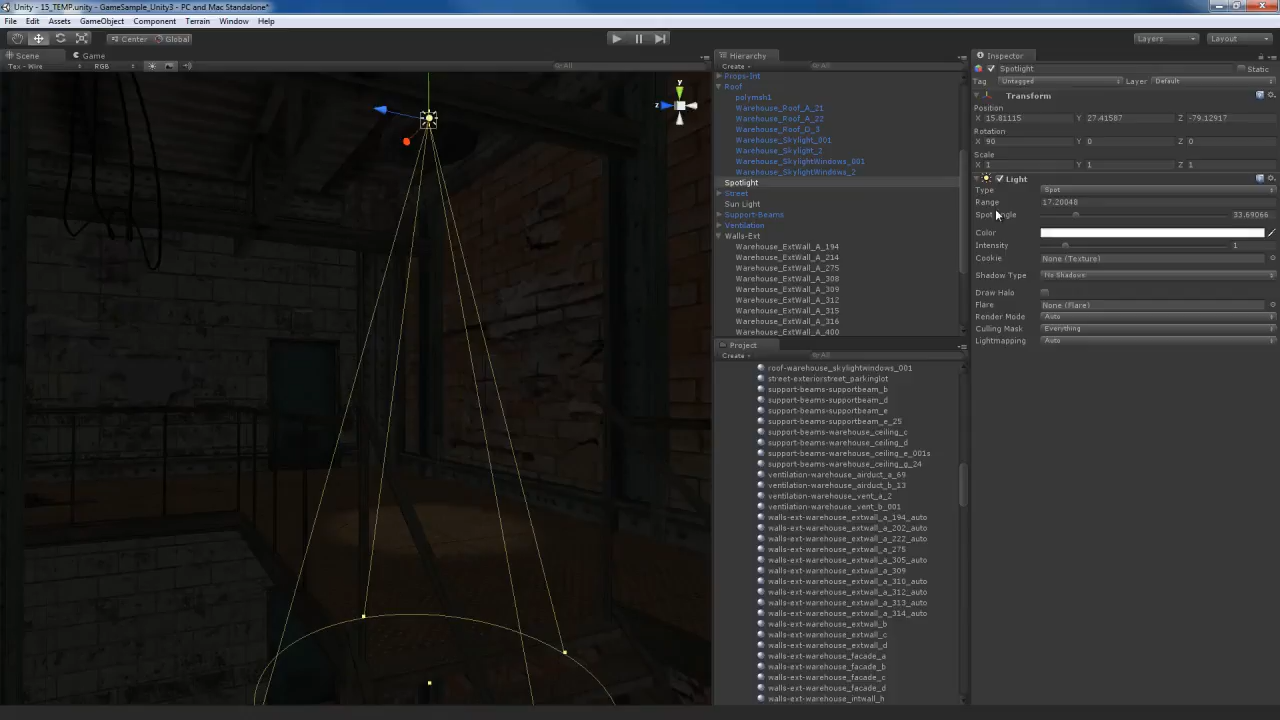 Unity - 15_TEMP.unity - GameSample_Unity3 - PC and Mac Standalone*
File Edit Assets GameObject Component Terrain Window Help
Center Global Layers Layout
Scene Game
Tex - Wire RGB All
y
z
Hierarchy
Create All
Props-Int
Roof
polymsh1
Warehouse_Roof_A_21
Warehouse_Roof_A_22
Warehouse_Roof_D_3
Warehouse_Skylight_001
Warehouse_Skylight_2
Warehouse_SkylightWindows_001
Warehouse_SkylightWindows_2
Spotlight
Street
Sun Light
Support-Beams
Ventilation
Walls-Ext
Warehouse_ExtWall_A_194
Warehouse_ExtWall_A_214
Warehouse_ExtWall_A_275
Warehouse_ExtWall_A_308
Warehouse_ExtWall_A_309
Warehouse_ExtWall_A_312
Warehouse_ExtWall_A_315
Warehouse_ExtWall_A_316
Warehouse_ExtWall_A_400
Project
Create All
roof-warehouse_skylightwindows_001
street-exteriorstreet_parkinglot
support-beams-supportbeam_b
support-beams-supportbeam_d
support-beams-supportbeam_e
support-beams-supportbeam_e_25
support-beams-warehouse_ceiling_c
support-beams-warehouse_ceiling_d
support-beams-warehouse_ceiling_e_001s
support-beams-warehouse_ceiling_g_24
ventilation-warehouse_airduct_a_69
ventilation-warehouse_airduct_b_13
ventilation-warehouse_vent_a_2
ventilation-warehouse_vent_b_001
walls-ext-warehouse_extwall_a_194_auto
walls-ext-warehouse_extwall_a_202_auto
walls-ext-warehouse_extwall_a_222_auto
walls-ext-warehouse_extwall_a_275
walls-ext-warehouse_extwall_a_305_auto
walls-ext-warehouse_extwall_a_309
walls-ext-warehouse_extwall_a_310_auto
walls-ext-warehouse_extwall_a_312_auto
walls-ext-warehouse_extwall_a_313_auto
walls-ext-warehouse_extwall_a_314_auto
walls-ext-warehouse_extwall_b
walls-ext-warehouse_extwall_c
walls-ext-warehouse_extwall_d
walls-ext-warehouse_facade_a
walls-ext-warehouse_facade_b
walls-ext-warehouse_facade_c
walls-ext-warehouse_facade_d
walls-ext-warehouse_intwall_h
Inspector
Spotlight Static
Tag Untagged Layer Default
Transform
Position
X 15.81115 Y 27.41587 Z -79.12917
Rotation
X 90 Y 0 Z 0
Scale
X 1 Y 1 Z 1
Light
Type Spot
Range 17.20048
Spot Angle 33.69066
Color
Intensity 1
Cookie None (Texture)
Shadow Type No Shadows
Draw Halo
Flare None (Flare)
Render Mode Auto
Culling Mask Everything
Lightmapping Auto